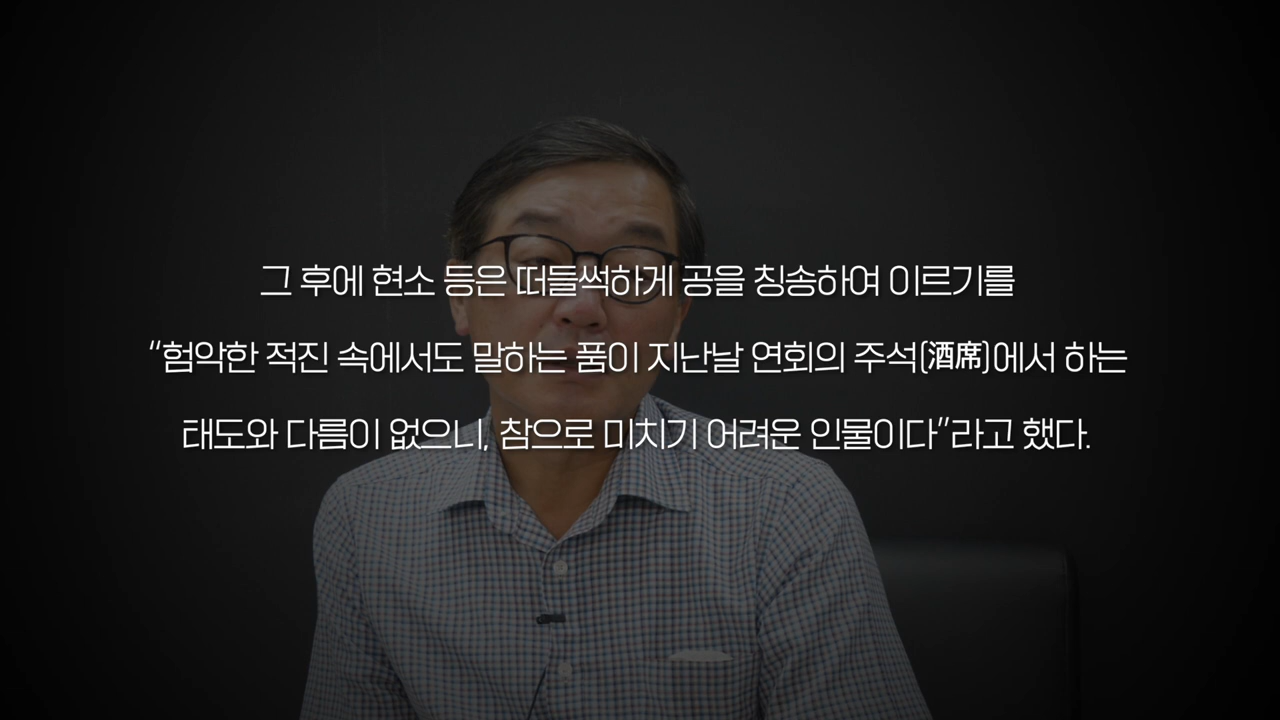 그 후에 현소 등은 떠들썩하게 공을 칭송하여 이르기를
“험악한 적진 속에서도 말하는 품이 지난날 연회의 주석(酒席)에서 하는
태도와 다름이 없으니, 참으로 미치기 어려운 인물이다”라고 했다.